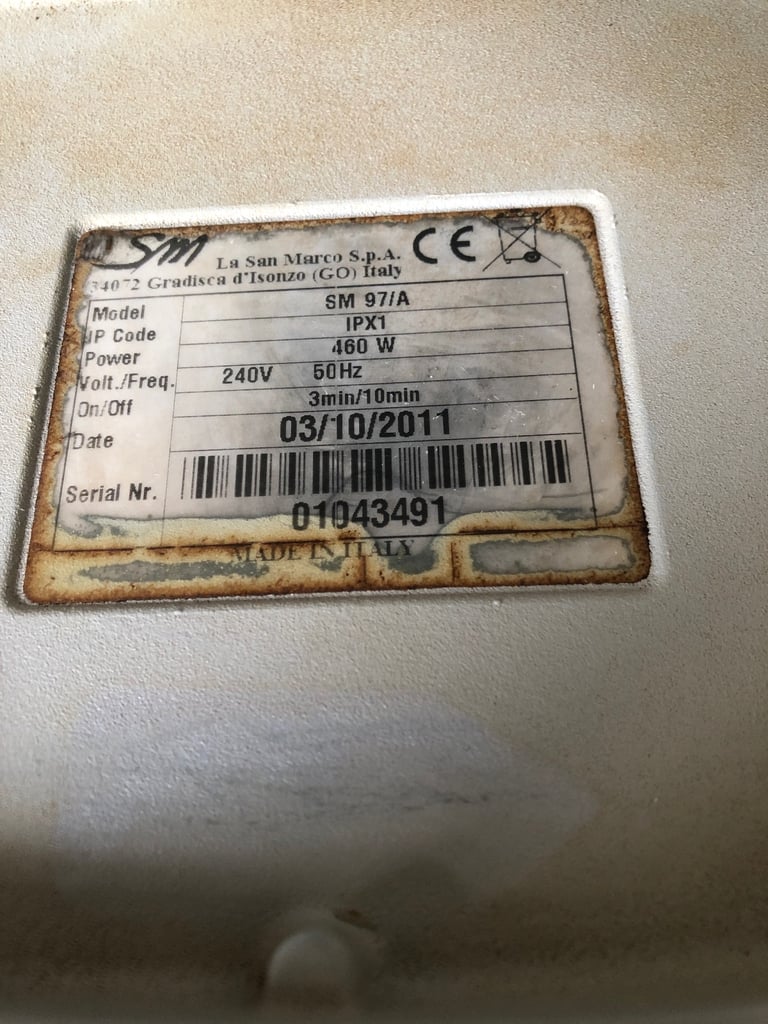 SM
La San Marco S.p.A. CE
34072 Gradisca d'Isonzo (GO) Italy
Model SM 97/A
IP Code IPX1
Power 460 W
Volt./Freq. 240V 50Hz
On/Off 3min/10min
Date 03/10/2011
Serial Nr. 01043491
MADE IN ITALY